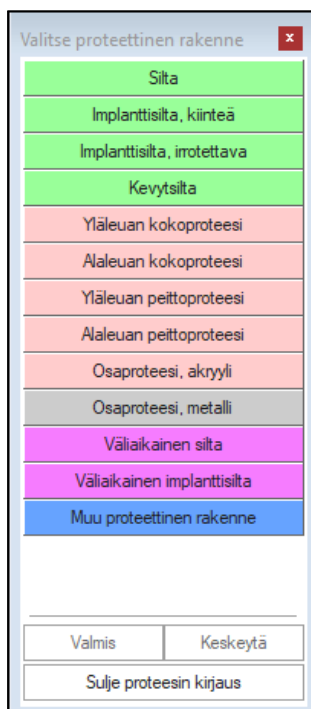 Valitse proteettinen rakenne
x
Silta
Implanttisilta, kiinteä
Implanttisilta, irrotettava
Kevytsilta
Yläleuan kokoproteesi
Alaleuan kokoproteesi
Yläleuan peittoproteesi
Alaleuan peittoproteesi
Osaproteesi, akryyli
Osaproteesi, metalli
Väliaikainen silta
Väliaikainen implanttisilta
Muu proteettinen rakenne
Valmis Keskeytä
Sulje proteesin kirjaus